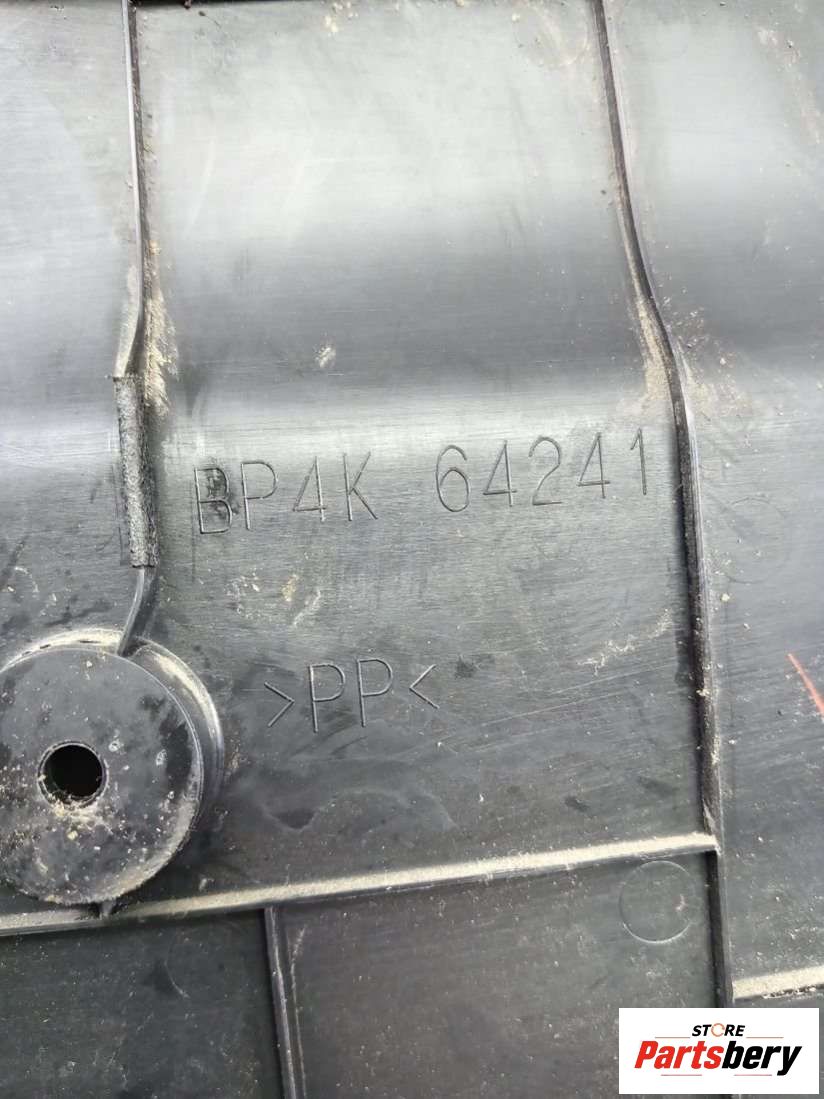 BP4K 64241
>PP<
STORE
Partsbery